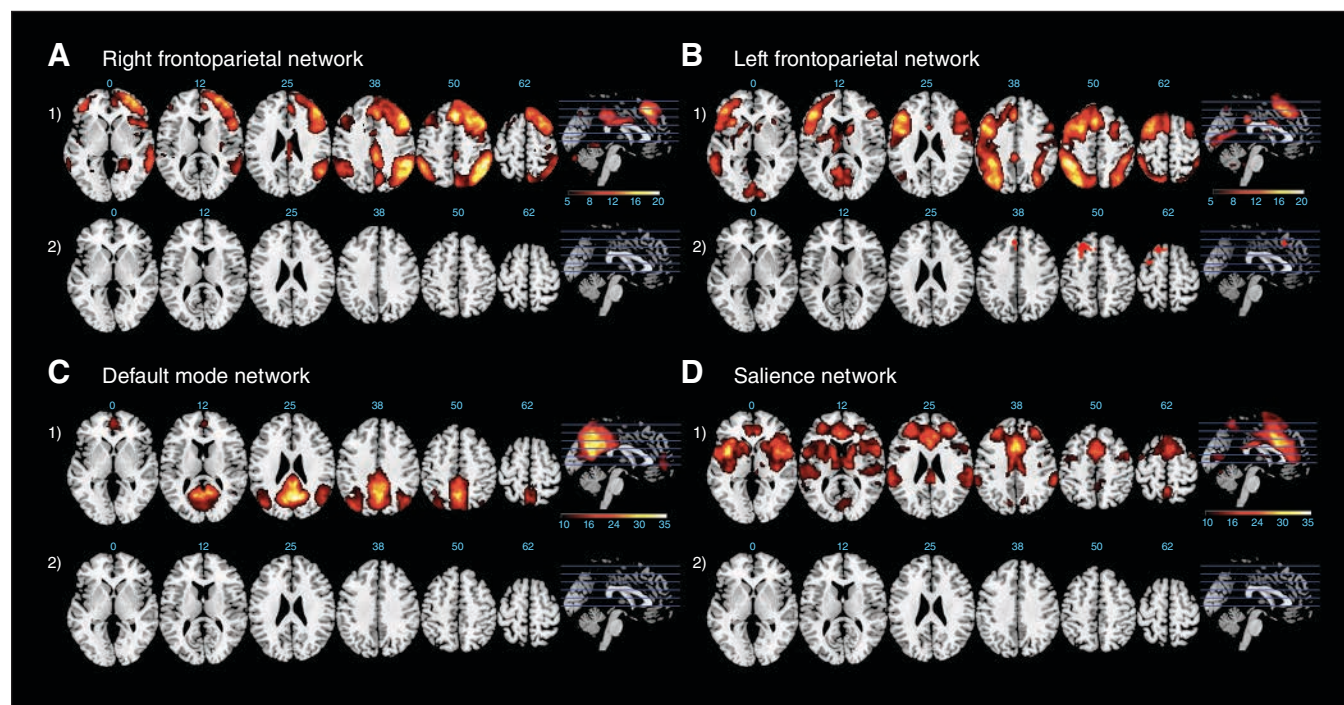 A Right frontoparietal network
0 12 25 38 50 62
1)
5 8 12 16 20
0 12 25 38 50 62
2)
B Left frontoparietal network
0 12 25 38 50 62
1)
5 8 12 16 20
0 12 25 38 50 62
2)
C Default mode network
0 12 25 38 50 62
1)
10 16 24 30 35
0 12 25 38 50 62
2)
D Salience network
0 12 25 38 50 62
1)
10 16 24 30 35
0 12 25 38 50 62
2)